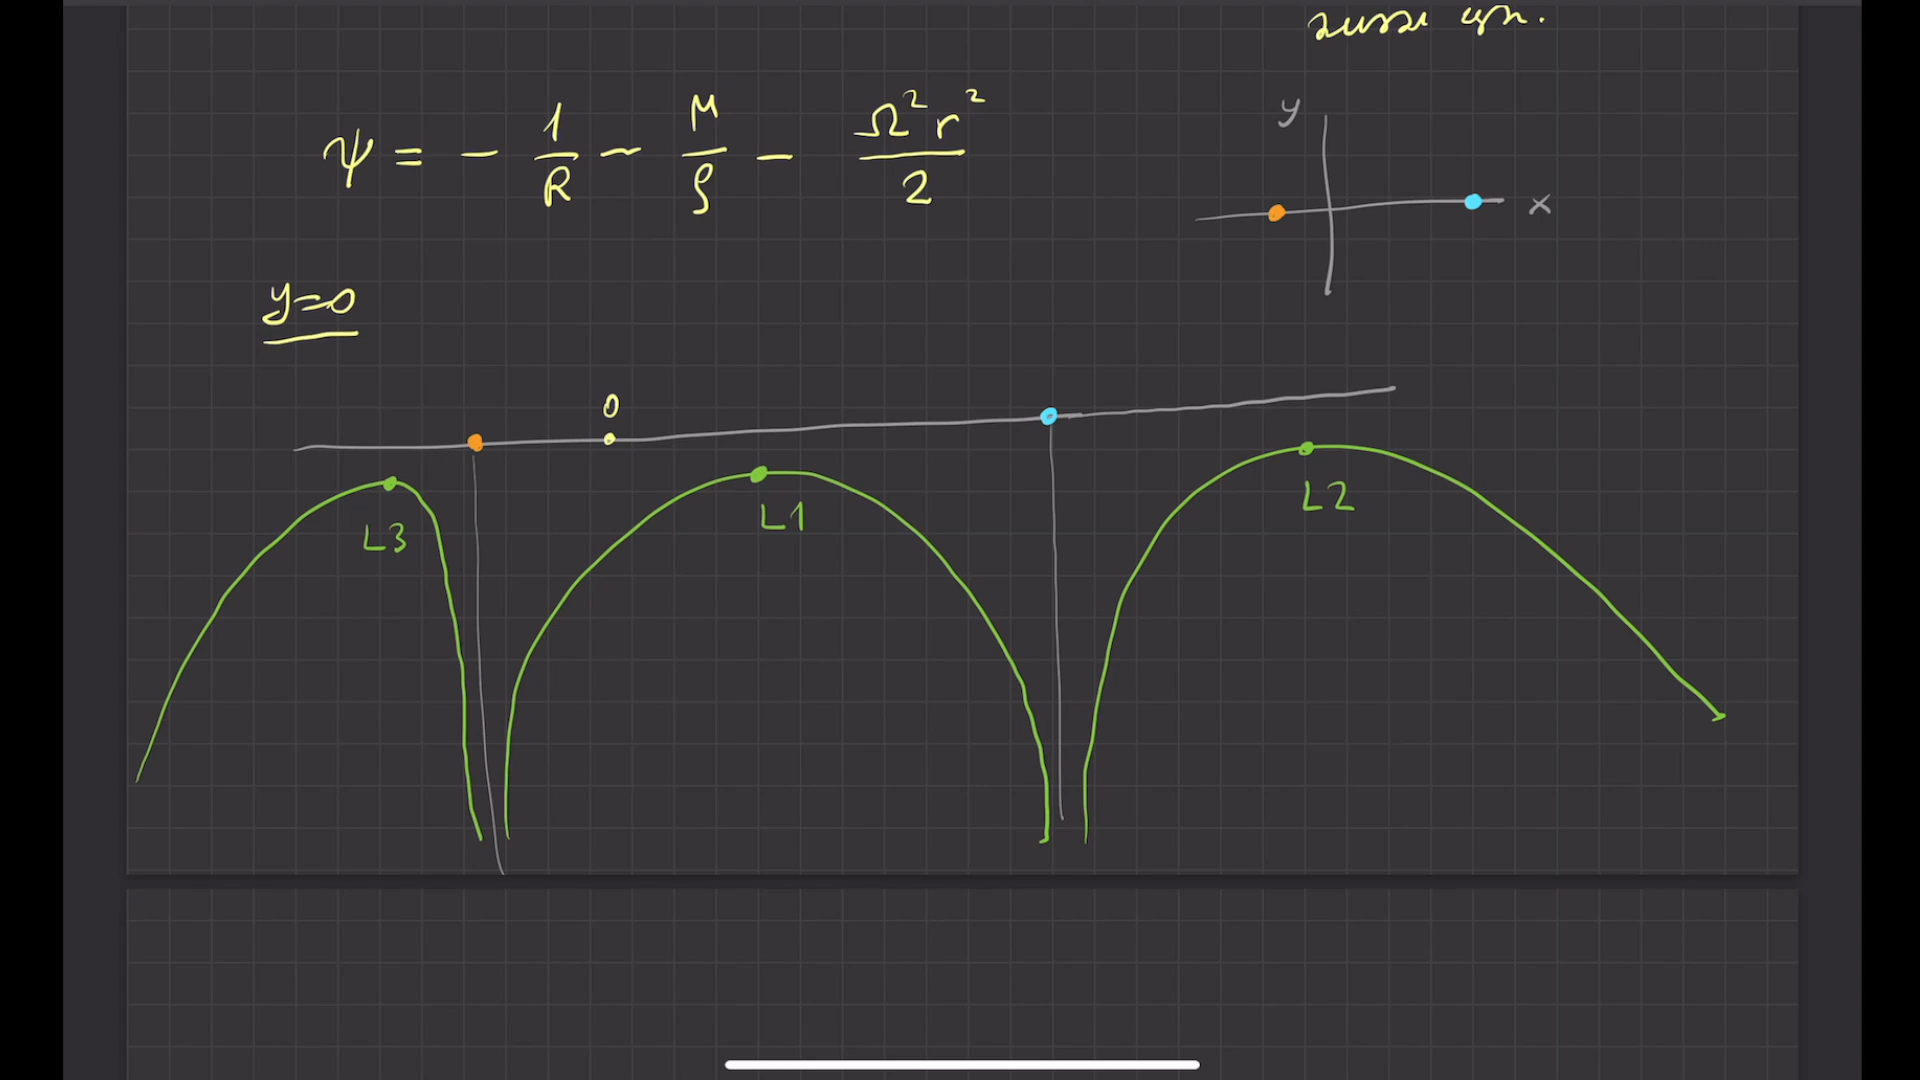 ψ = - 1/R - μ/ρ - Ω²r²/2
y
x
y=0
0
L3
L1
L2